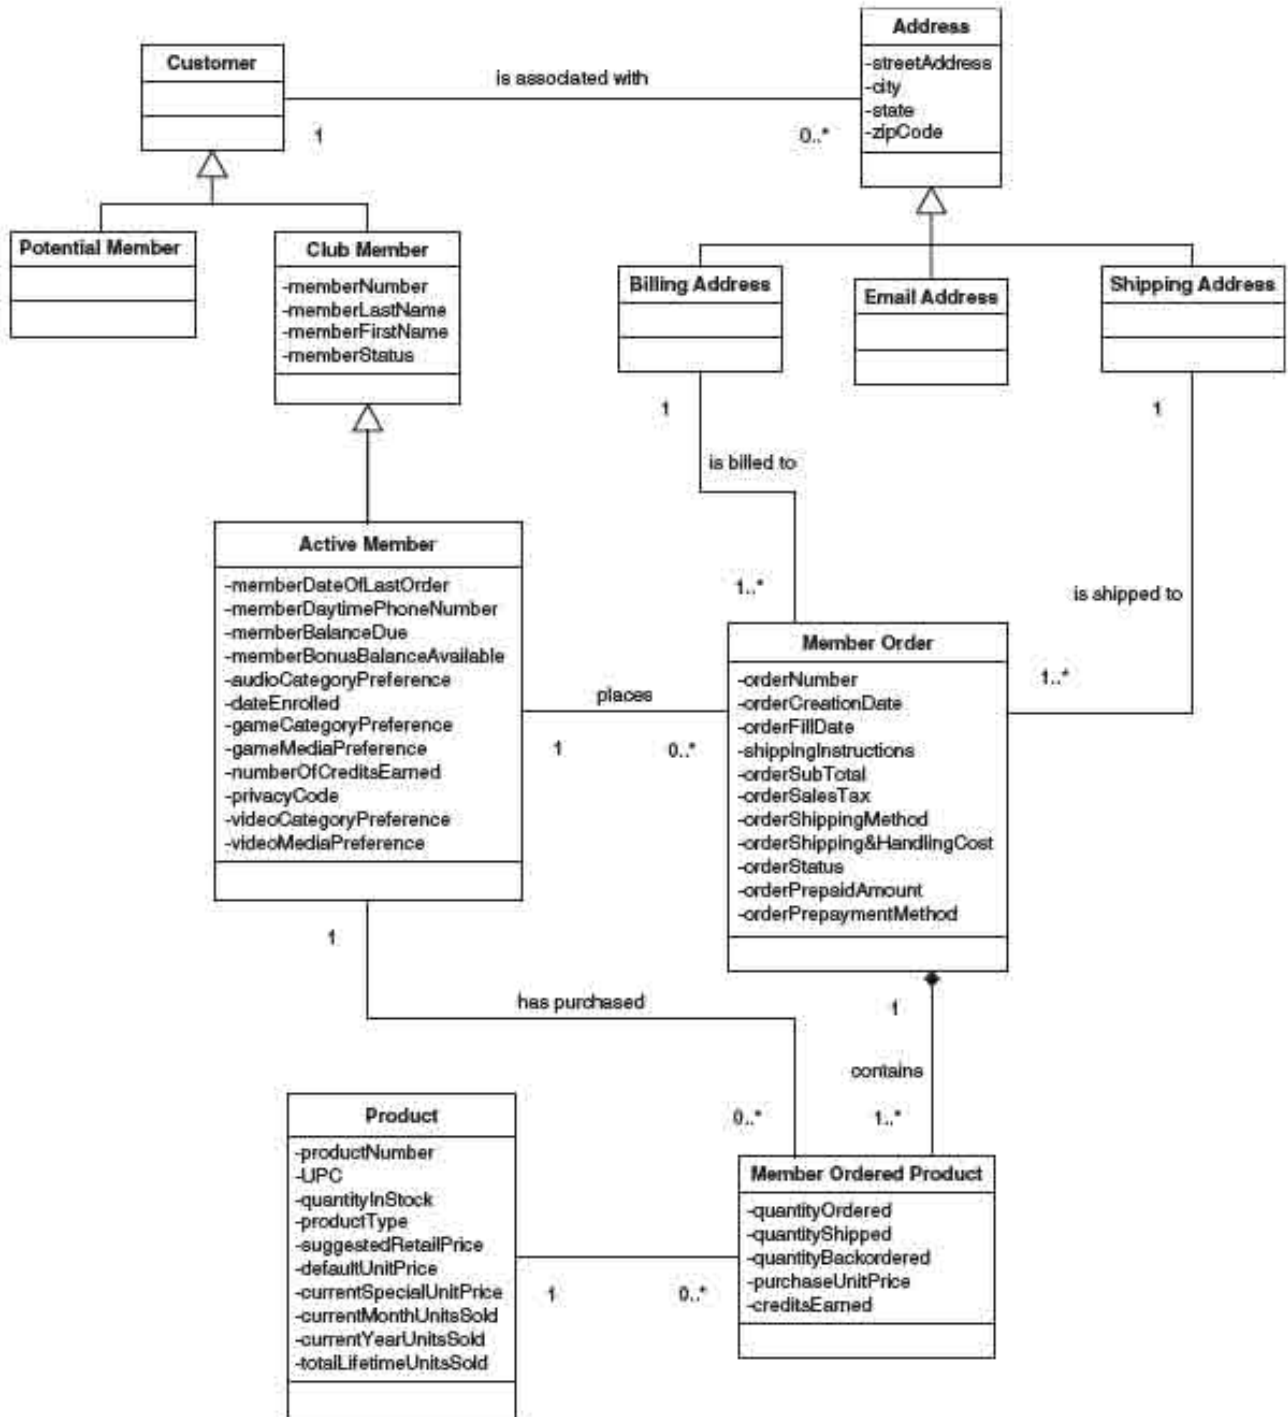 Customer
is associated with
1
0..*
Address
-streetAddress
-city
-state
-zipCode
Potential Member
Club Member
-memberNumber
-memberLastName
-memberFirstName
-memberStatus
Billing Address
Email Address
Shipping Address
1
is billed to
1..*
1
is shipped to
1..*
Active Member
-memberDateOfLastOrder
-memberDaytimePhoneNumber
-memberBalanceDue
-memberBonusBalanceAvailable
-audioCategoryPreference
-dateEnrolled
-gameCategoryPreference
-gameMediaPreference
-numberOfCreditsEarned
-privacyCode
-videoCategoryPreference
-videoMediaPreference
places
1
0..*
Member Order
-orderNumber
-orderCreationDate
-orderFillDate
-shippingInstructions
-orderSubTotal
-orderSalesTax
-orderShippingMethod
-orderShipping&HandlingCost
-orderStatus
-orderPrepaidAmount
-orderPrepaymentMethod
1
has purchased
0..*
1
contains
1..*
Product
-productNumber
-UPC
-quantityInStock
-productType
-suggestedRetailPrice
-defaultUnitPrice
-currentSpecialUnitPrice
-currentMonthUnitsSold
-currentYearUnitsSold
-totalLifetimeUnitsSold
1
0..*
Member Ordered Product
-quantityOrdered
-quantityShipped
-quantityBackordered
-purchaseUnitPrice
-creditsEarned